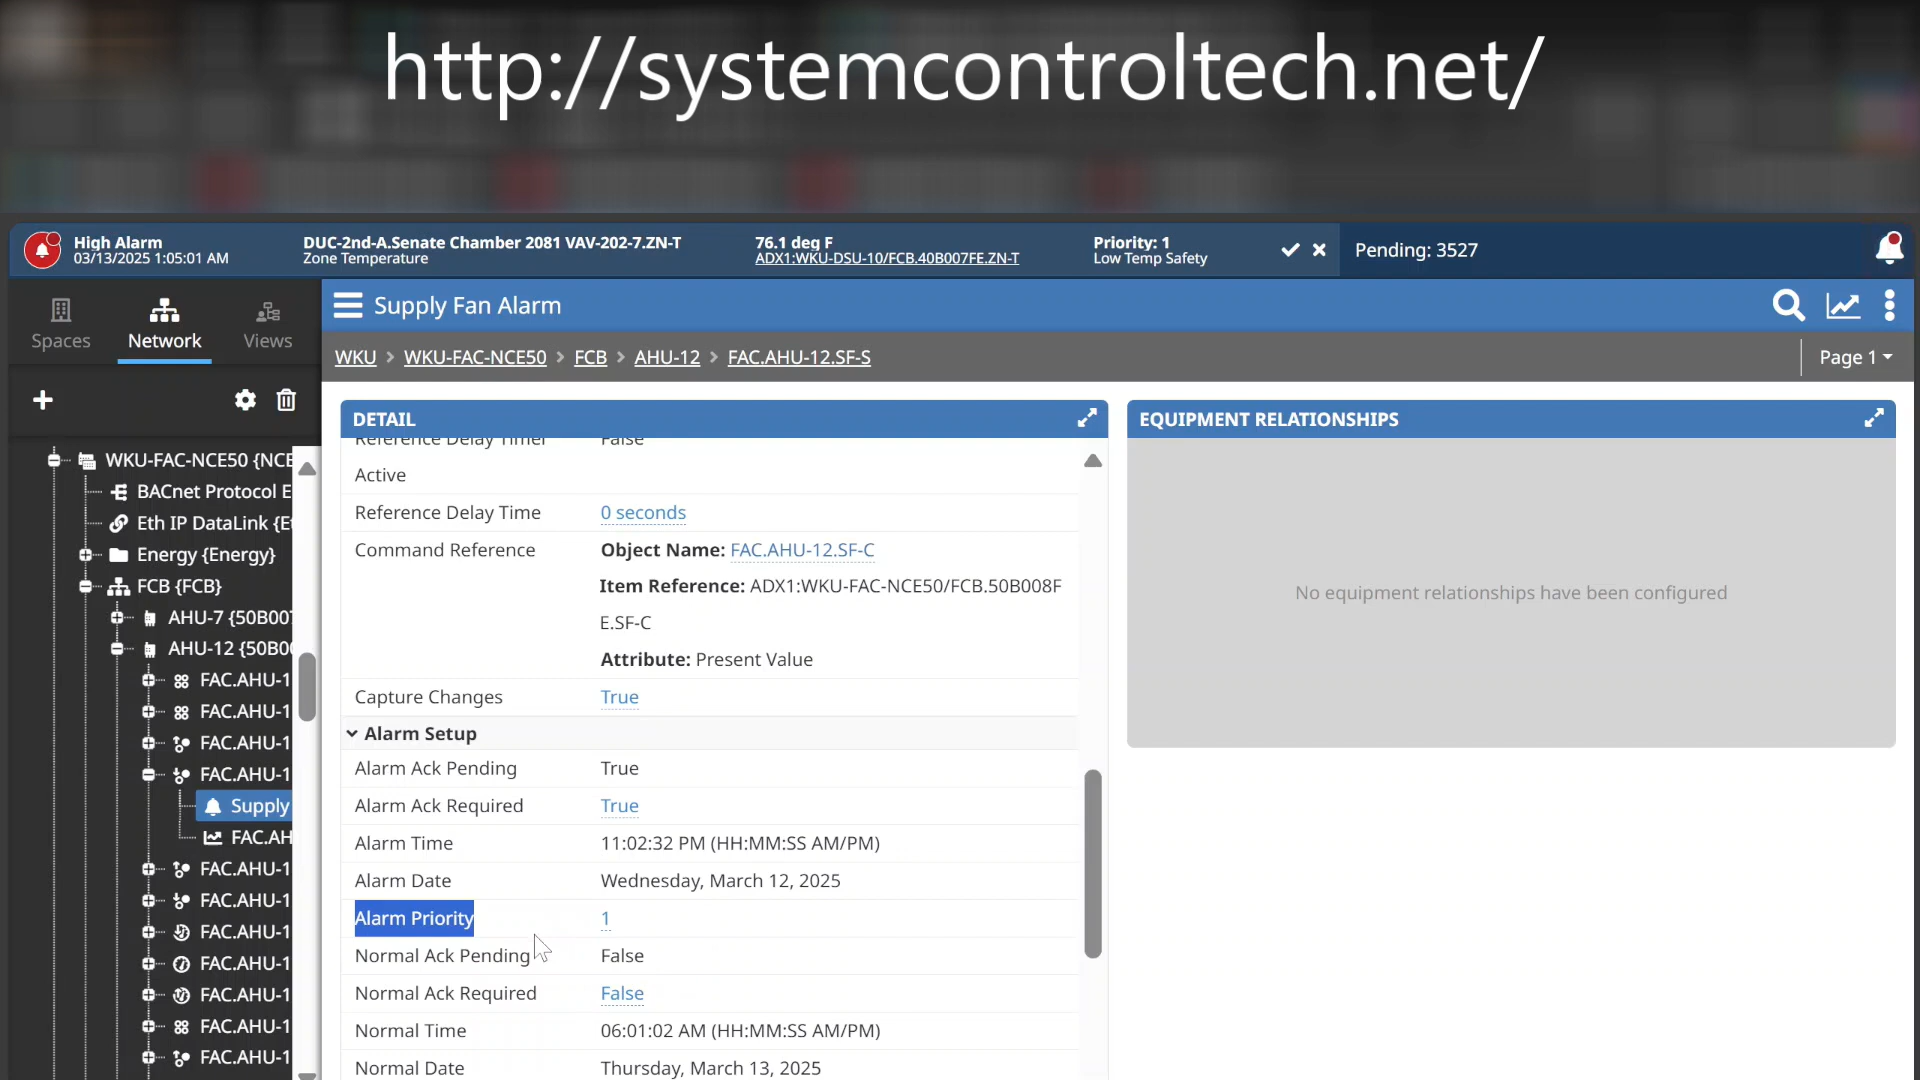 http://systemcontroltech.net/
High Alarm
03/13/2025 1:05:01 AM
DUC-2nd-A.Senate Chamber 2081 VAV-202-7.ZN-T
Zone Temperature
76.1 deg F
ADX1:WKU-DSU-10/FCB.40B007FE.ZN-T
Priority: 1
Low Temp Safety
Pending: 3527
Spaces
Network
Views
Supply Fan Alarm
WKU > WKU-FAC-NCE50 > FCB > AHU-12 > FAC.AHU-12.SF-S
Page 1
WKU-FAC-NCE50 {NCE
BACnet Protocol E
Eth IP DataLink {Et
Energy {Energy}
FCB {FCB}
AHU-7 {50B007
AHU-12 {50B00
FAC.AHU-1
FAC.AHU-1
FAC.AHU-1
FAC.AHU-1
Supply
FAC.AH
FAC.AHU-1
FAC.AHU-1
FAC.AHU-1
FAC.AHU-1
FAC.AHU-1
FAC.AHU-1
FAC.AHU-1
DETAIL
Reference Delay Timer False
Active
Reference Delay Time 0 seconds
Command Reference Object Name: FAC.AHU-12.SF-C
Item Reference: ADX1:WKU-FAC-NCE50/FCB.50B008F
E.SF-C
Attribute: Present Value
Capture Changes True
Alarm Setup
Alarm Ack Pending True
Alarm Ack Required True
Alarm Time 11:02:32 PM (HH:MM:SS AM/PM)
Alarm Date Wednesday, March 12, 2025
Alarm Priority 1
Normal Ack Pending False
Normal Ack Required False
Normal Time 06:01:02 AM (HH:MM:SS AM/PM)
Normal Date Thursday, March 13, 2025
EQUIPMENT RELATIONSHIPS
No equipment relationships have been configured